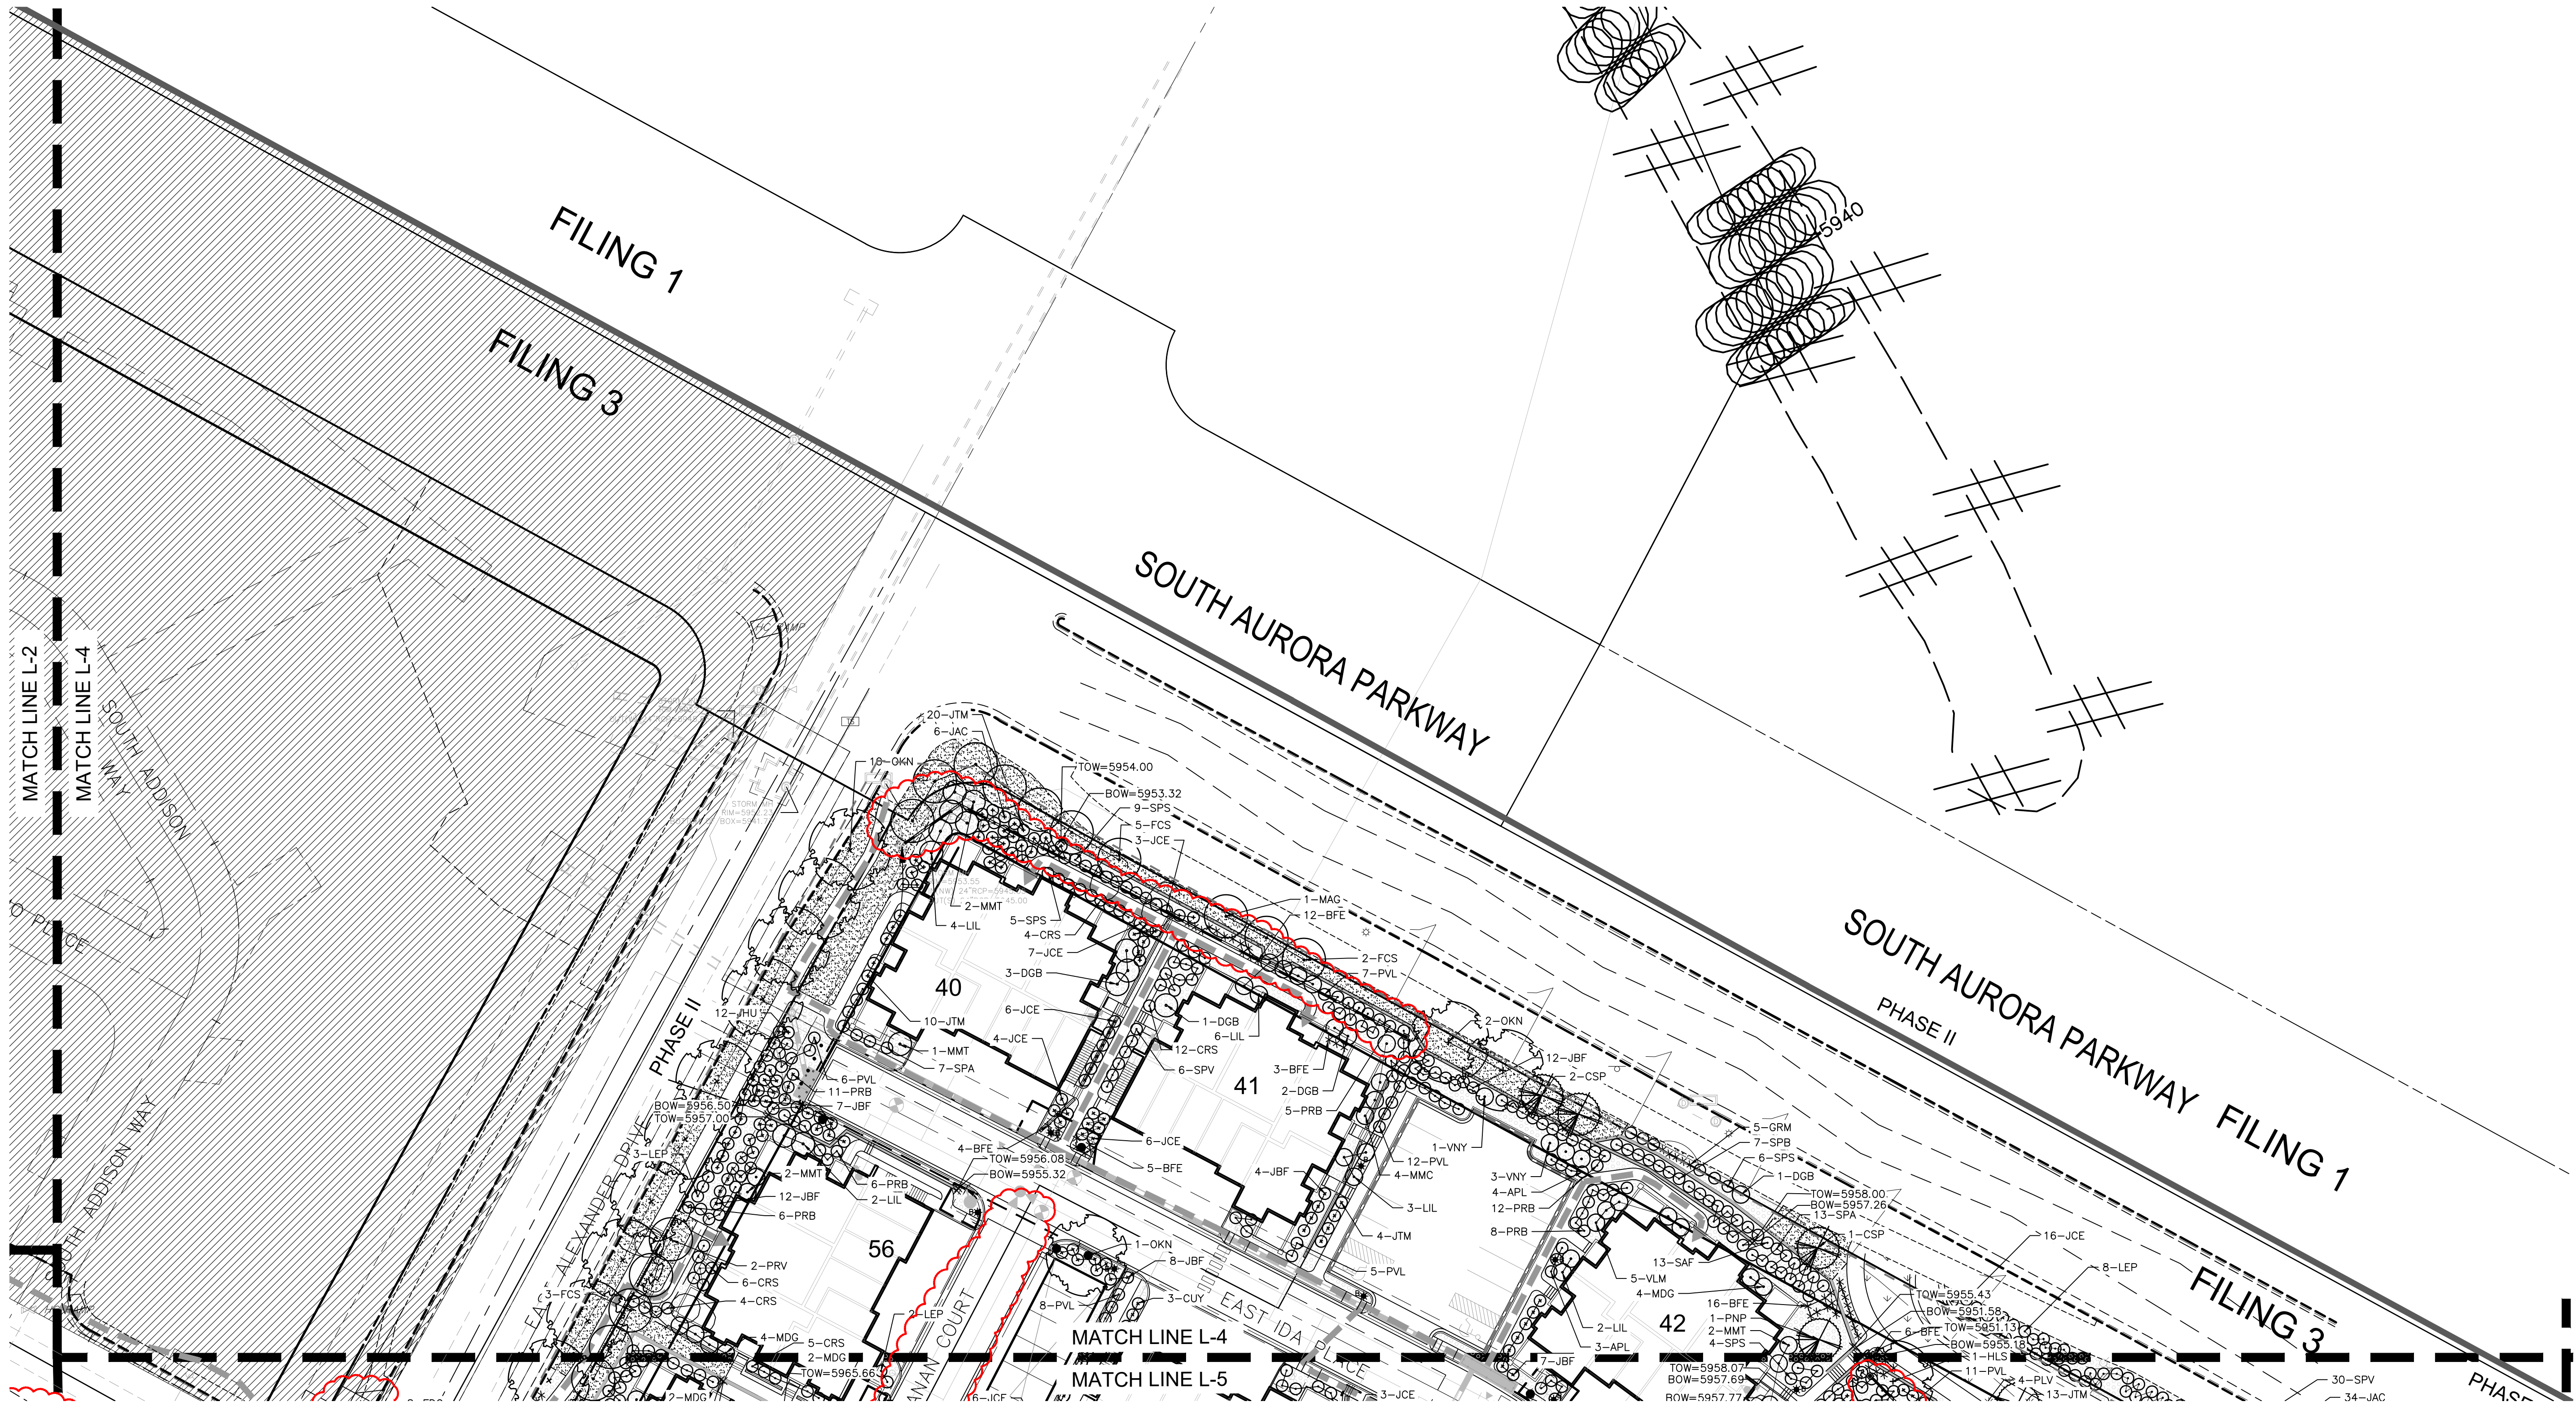 FILING 1
FILING 3
5940
MATCH LINE L-2
MATCH LINE L-4
SOUTH ADDISON
WAY
HC RAMP
SOUTH AURORA PARKWAY
20-JTM
6-JAC
10-OKN
TOW=5954.00
BOW=5953.32
9-SPS
5-FCS
3-JCE
STORM MH
1-MAG
12-BFE
2-MMT
4-LIL
5-SPS
4-CRS
7-JCE
2-FCS
7-PVL
3-DGB
40
12-JHU
10-JTM
6-JCE
1-DGB
6-LIL
2-OKN
SOUTH AURORA PARKWAY
PHASE II
FILING 1
PHASE II
4-JCE
1-MMT
7-SPA
12-CRS
6-SPV
41
3-BFE
2-DGB
5-PRB
12-JBF
2-CSP
6-PVL
11-PRB
7-JBF
BOW=5956.50
TOW=5957.00
3-LEP
4-BFE
6-JCE
5-BFE
TOW=5956.08
BOW=5955.32
1-VNY
12-PVL
4-MMC
4-JBF
3-LIL
4-JTM
5-GRM
7-SPB
6-SPS
1-DGB
3-VNY
4-APL
12-PRB
8-PRB
TOW=5958.00
BOW=5957.26
13-SPA
1-CSP
2-MMT
6-PRB
2-LIL
12-JBF
6-PRB
56
SOUTH ADDISON WAY
1-OKN
8-JBF
3-CUY
8-PVL
EAST IDA PLACE
5-PVL
16-JCE
8-LEP
FILING 3
2-PRV
6-CRS
4-CRS
3-FCS
13-SAF
5-VLM
4-MDG
16-BFE
1-PNP
2-MMT
4-SPS
42
TOW=5955.43
BOW=5951.58
TOW=5951.13
6-BFE
BOW=5955.18
1-HLS
11-PVL
4-PLV
13-JTM
2-LEP
4-MDG
5-CRS
2-MDG
TOW=5965.66
2-MDG
MATCH LINE L-4
MATCH LINE L-5
2-LIL
3-APL
7-JBF
3-JCE
TOW=5958.07
BOW=5957.69
BOW=5957.77
30-SPV
34-JAC